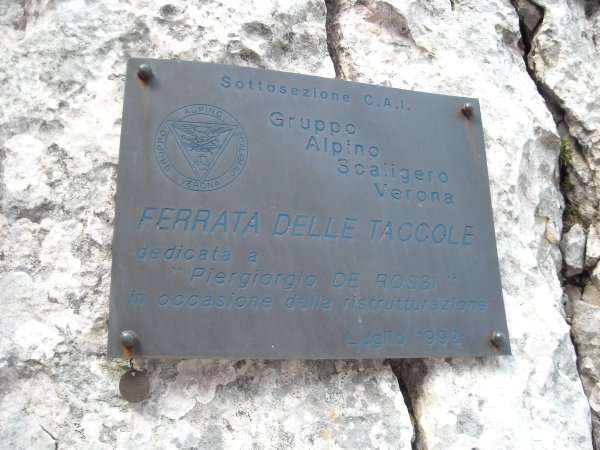 Sottosezione C.A.I.
Gruppo
Alpino
Scaligero
Verona
GRUPPO ALPINO SCALIGERO
VERONA
FERRATA DELLE TACCOLE
dedicata a
"Piergiorgio DE ROSSI"
in occasione della ristrutturazione
Luglio 1992